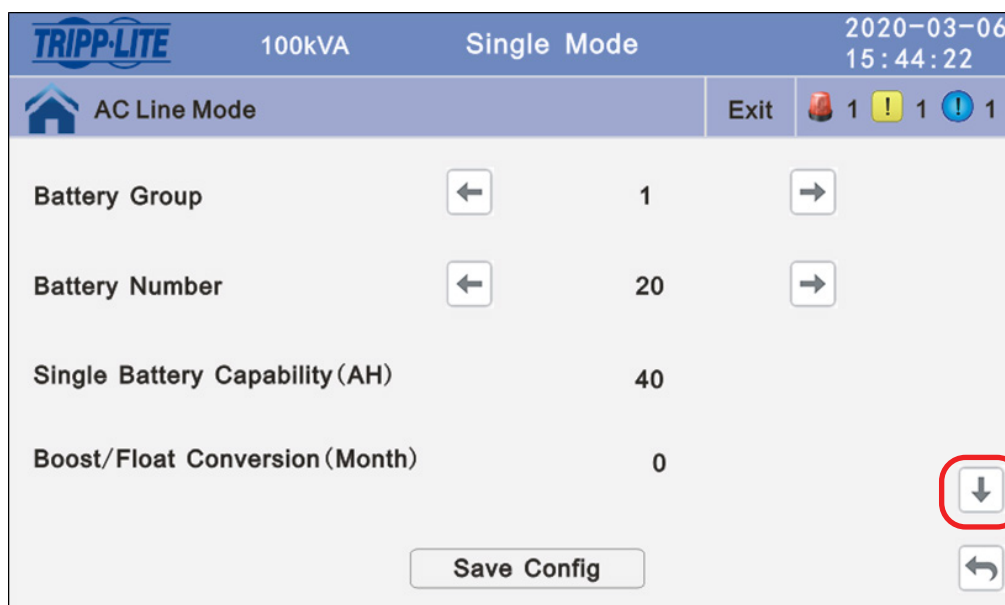 TRIPP·LITE 100kVA Single Mode 2020-03-06
15:44:22
AC Line Mode Exit 1 ! 1 ! 1
Battery Group 1
Battery Number 20
Single Battery Capability(AH) 40
Boost/Float Conversion(Month) 0
Save Config